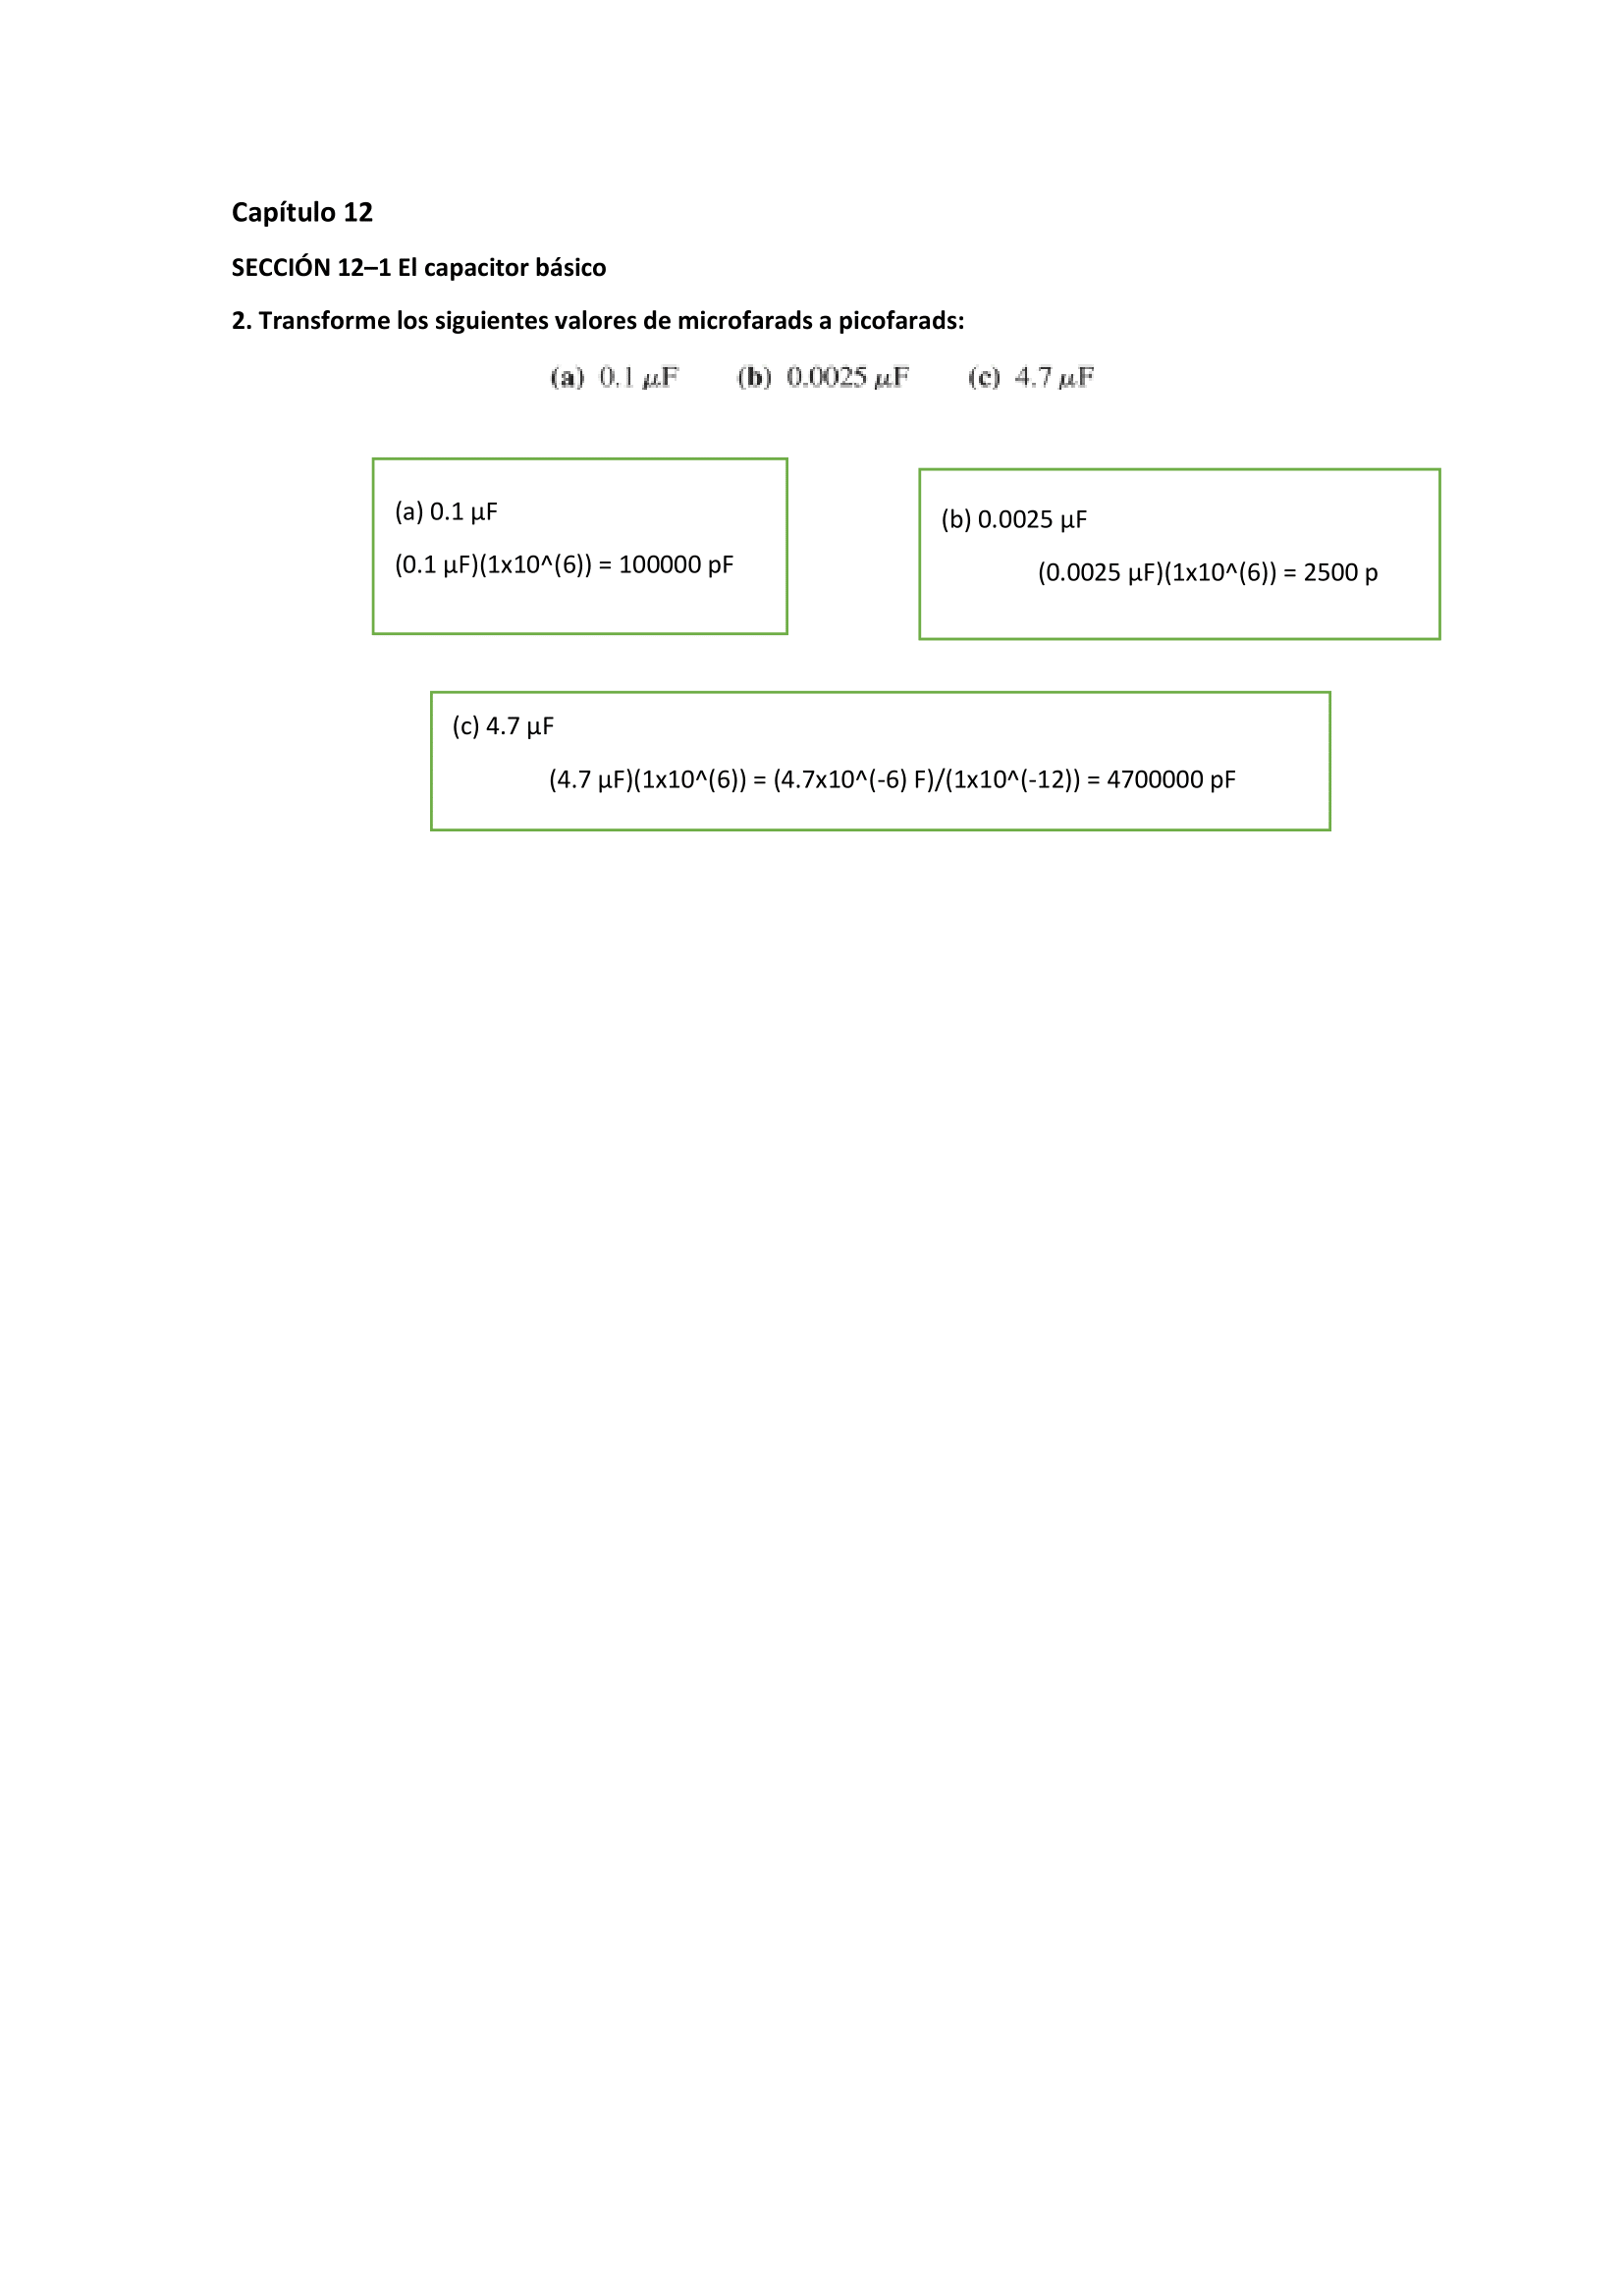 Capítulo 12
SECCIÓN 12–1 El capacitor básico
2. Transforme los siguientes valores de microfarads a picofarads:
(a) 0.1 μF (b) 0.0025 μF (c) 4.7 μF
(a) 0.1 μF
(0.1 μF)(1x10^(6)) = 100000 pF
(b) 0.0025 μF
(0.0025 μF)(1x10^(6)) = 2500 p
(c) 4.7 μF
(4.7 μF)(1x10^(6)) = (4.7x10^(-6) F)/(1x10^(-12)) = 4700000 pF